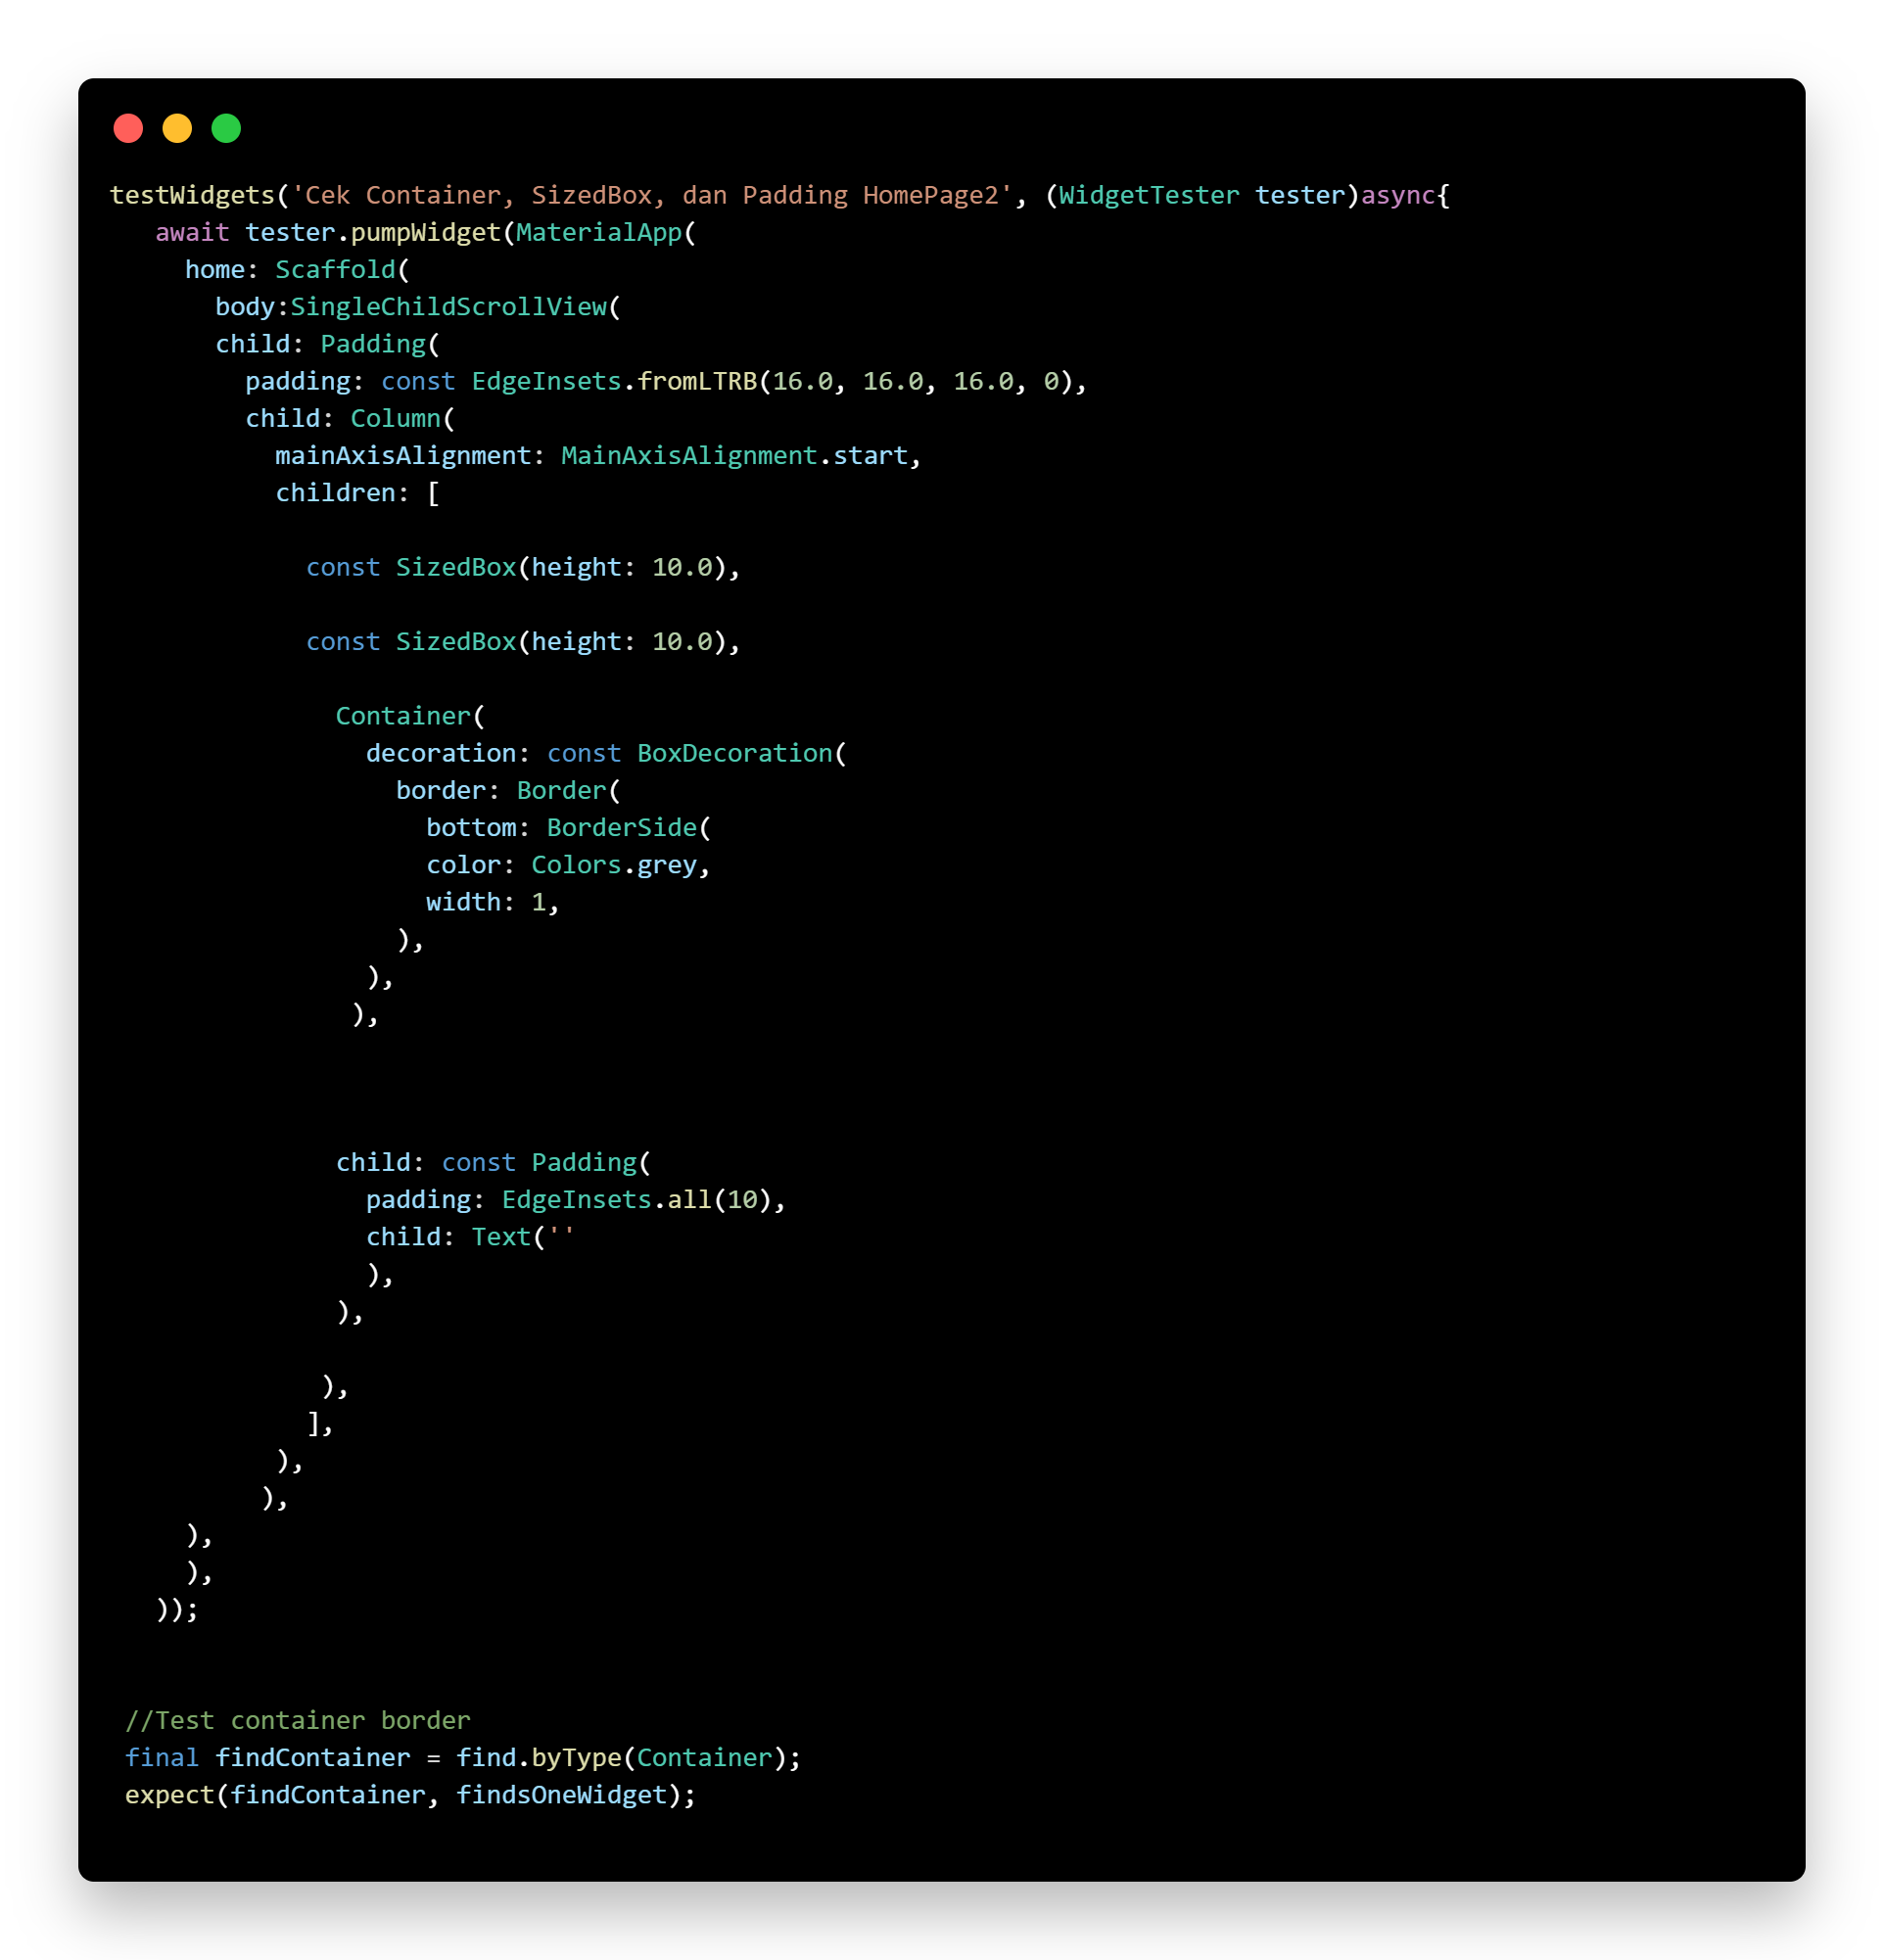 testWidgets('Cek Container, SizedBox, dan Padding HomePage2', (WidgetTester tester)async{
   await tester.pumpWidget(MaterialApp(
     home: Scaffold(
       body:SingleChildScrollView(
       child: Padding(
         padding: const EdgeInsets.fromLTRB(16.0, 16.0, 16.0, 0),
         child: Column(
           mainAxisAlignment: MainAxisAlignment.start,
           children: [
             const SizedBox(height: 10.0),
             const SizedBox(height: 10.0),
               Container(
                 decoration: const BoxDecoration(
                   border: Border(
                     bottom: BorderSide(
                     color: Colors.grey,
                     width: 1,
                   ),
                 ),
                ),
               child: const Padding(
                 padding: EdgeInsets.all(10),
                 child: Text(''
                 ),
               ),
              ),
             ],
           ),
          ),
     ),
     ),
   ));
 //Test container border
 final findContainer = find.byType(Container);
 expect(findContainer, findsOneWidget);